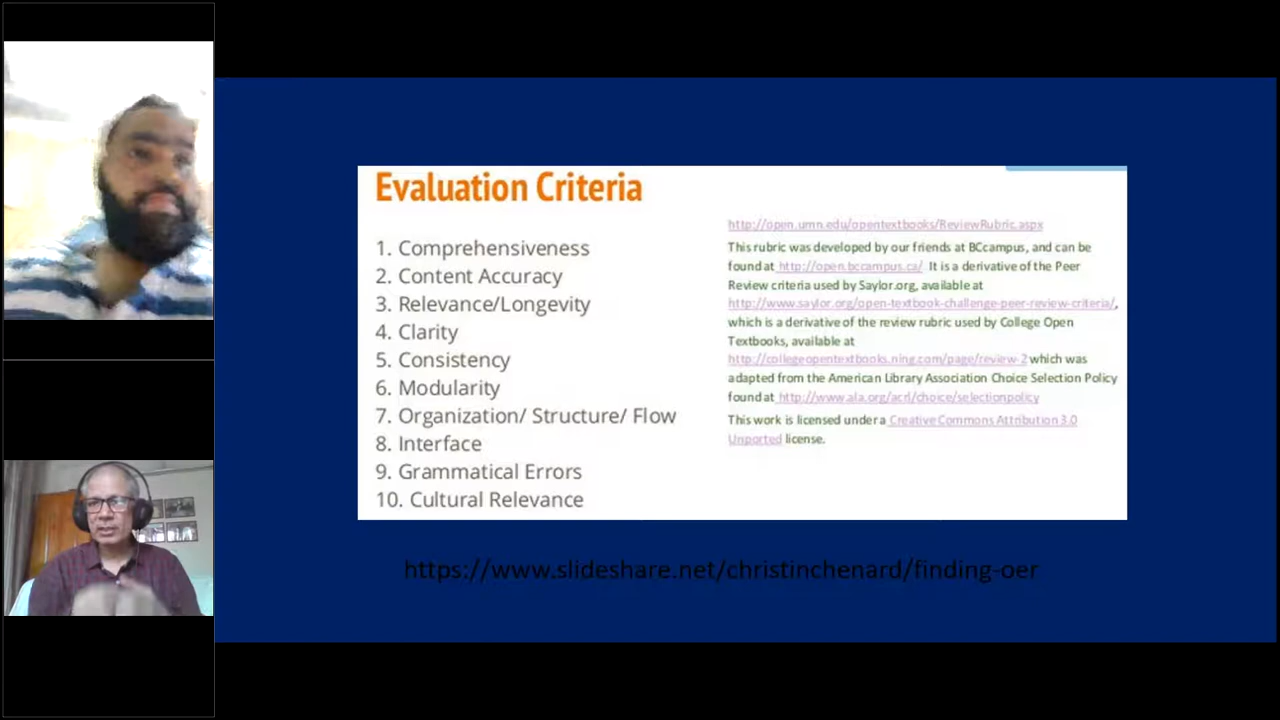 Evaluation Criteria
1. Comprehensiveness
2. Content Accuracy
3. Relevance/Longevity
4. Clarity
5. Consistency
6. Modularity
7. Organization/ Structure/ Flow
8. Interface
9. Grammatical Errors
10. Cultural Relevance
http://open.umn.edu/opentextbooks/ReviewRubric.aspx
This rubric was developed by our friends at BCcampus, and can be
found at http://open.bccampus.ca/ It is a derivative of the Peer
Review criteria used by Saylor.org, available at
http://www.saylor.org/open-textbook-challenge-peer-review-criteria/,
which is a derivative of the review rubric used by College Open
Textbooks, available at
http://collegeopentextbooks.ning.com/page/review-2 which was
adapted from the American Library Association Choice Selection Policy
found at http://www.ala.org/acrl/choice/selectionpolicy
This work is licensed under a Creative Commons Attribution 3.0
Unported license.
https://www.slideshare.net/christinchenard/finding-oer